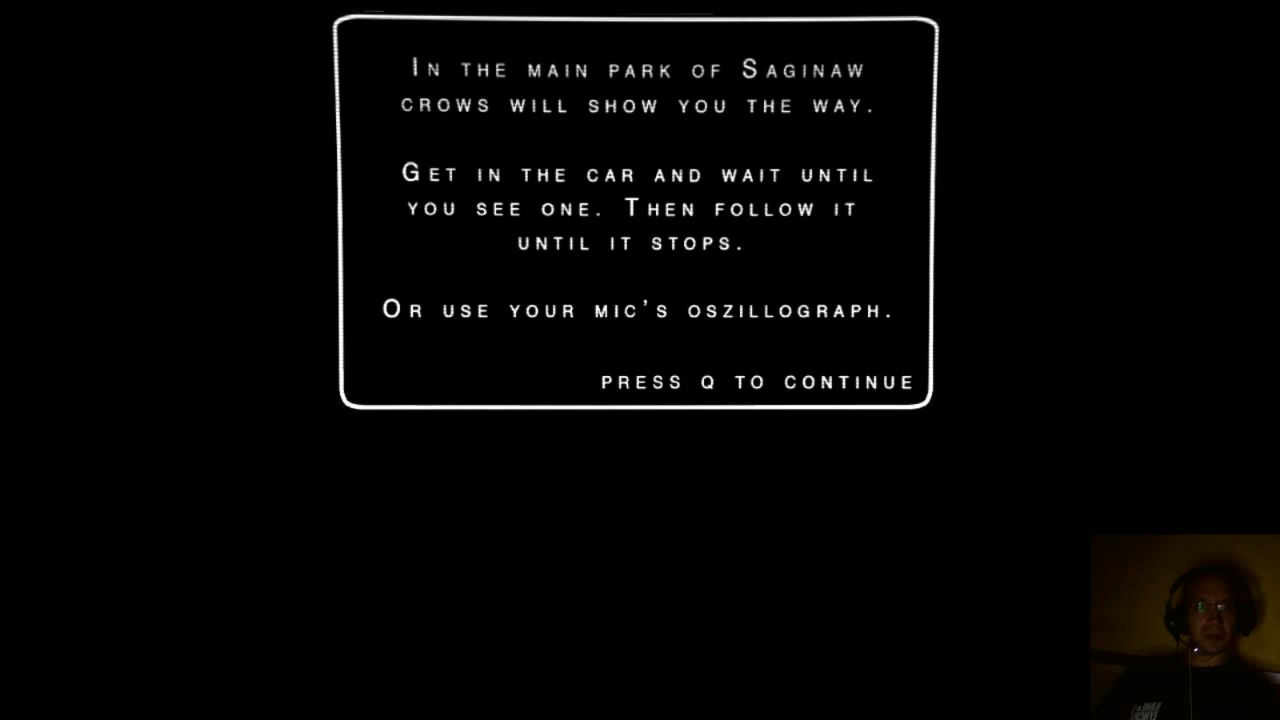 In the main park of Saginaw
crows will show you the way.
Get in the car and wait until
you see one. Then follow it
until it stops.
Or use your mic's oszillograph.
press Q to continue